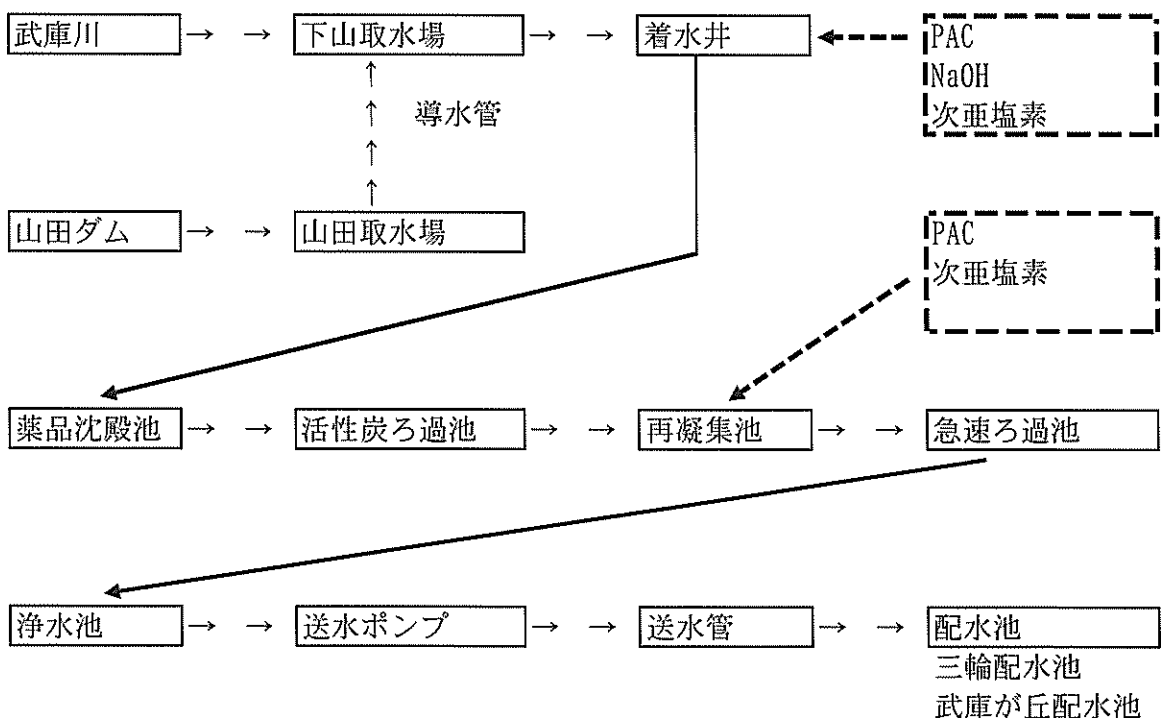 武庫川 → → 下山取水場 → → 着水井
PAC
NaOH
次亜塩素
↑
↑ 導水管
↑
↑
山田ダム → → 山田取水場
PAC
次亜塩素
薬品沈殿池 → → 活性炭ろ過池 → → 再凝集池 → → 急速ろ過池
浄水池 → → 送水ポンプ → → 送水管 → → 配水池
三輪配水池
武庫が丘配水池